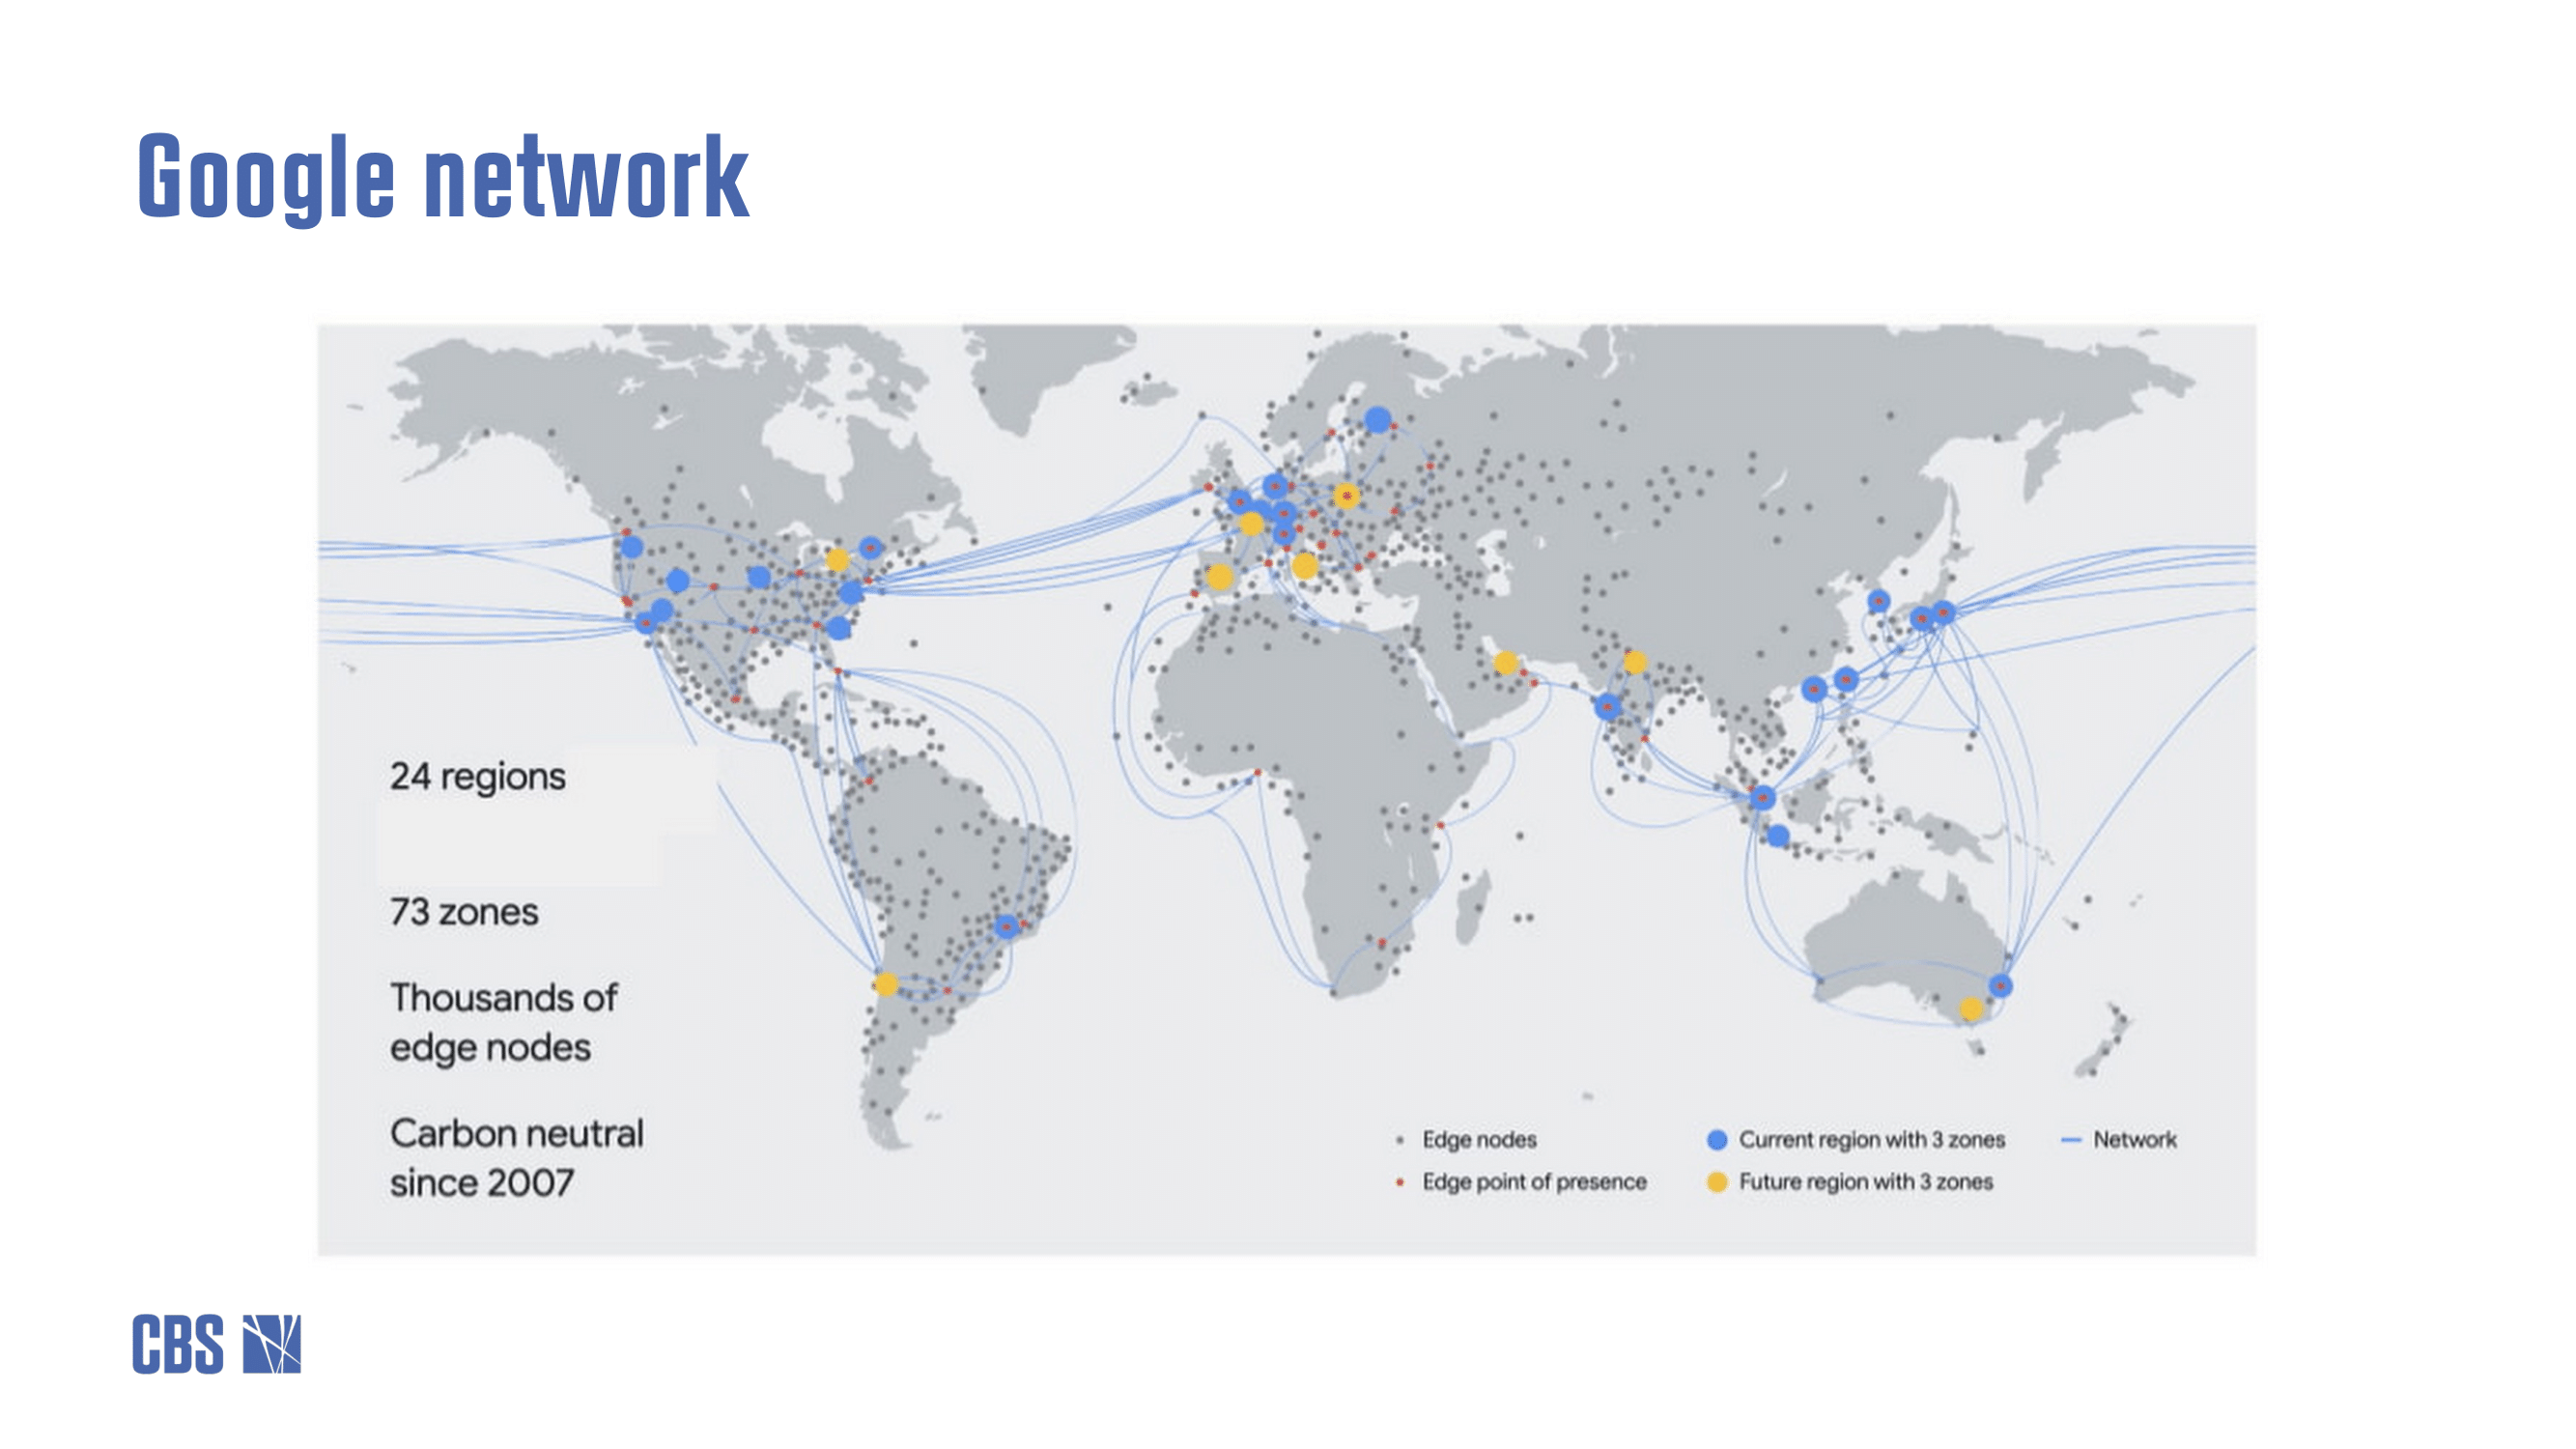 Google network
24 regions
73 zones
Thousands of
edge nodes
Carbon neutral
since 2007
Edge nodes
Edge point of presence
Current region with 3 zones
Future region with 3 zones
Network
CBS